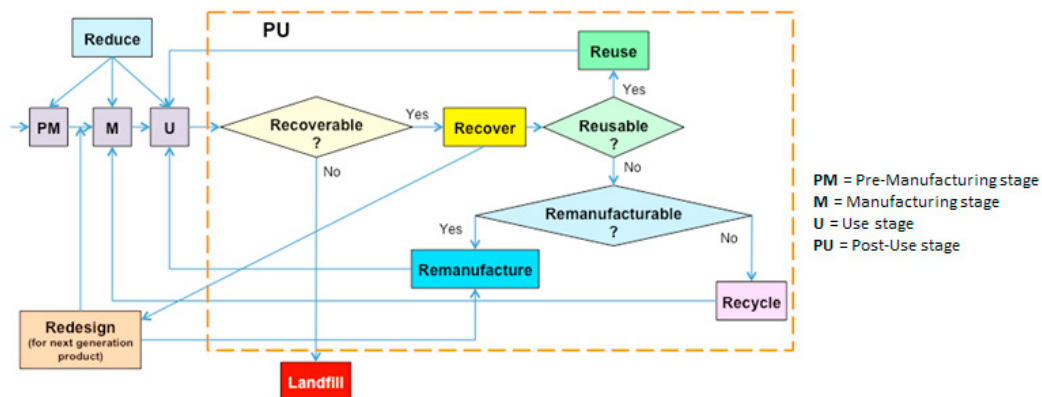 PU
Reduce
Reuse
Yes
PM
M
U
Recoverable
?
Yes
Recover
Reusable
?
No
No
Remanufacturable
?
Yes
No
Remanufacture
Recycle
Redesign
(for next generation
product)
Landfill
PM = Pre-Manufacturing stage
M = Manufacturing stage
U = Use stage
PU = Post-Use stage